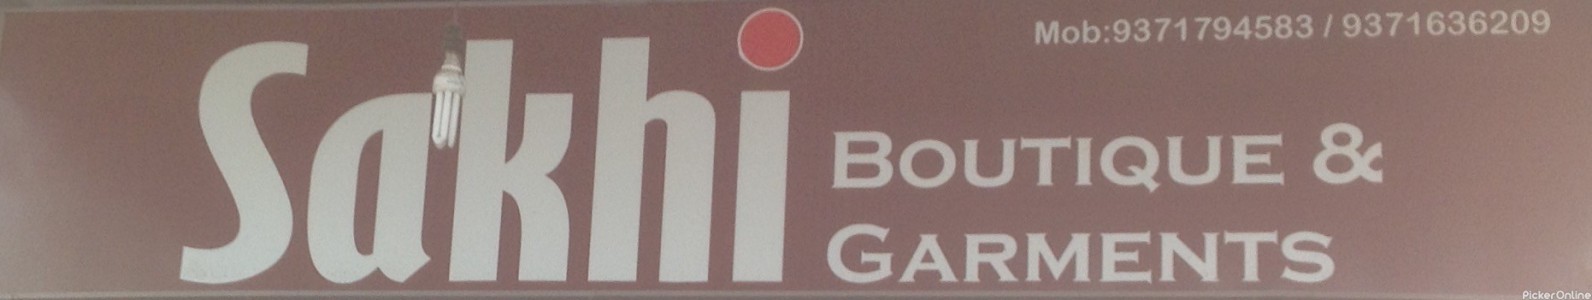 Mob:9371794583 / 9371636209
Sakhi
BOUTIQUE &
GARMENTS
PickerOnline